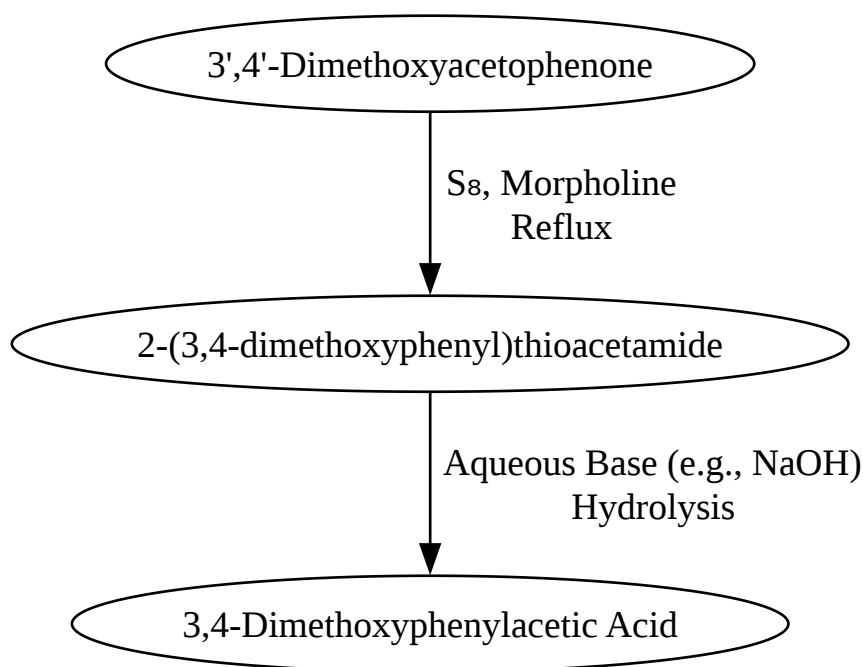 3',4'-Dimethoxyacetophenone
S₈, Morpholine
Reflux
2-(3,4-dimethoxyphenyl)thioacetamide
Aqueous Base (e.g., NaOH)
Hydrolysis
3,4-Dimethoxyphenylacetic Acid